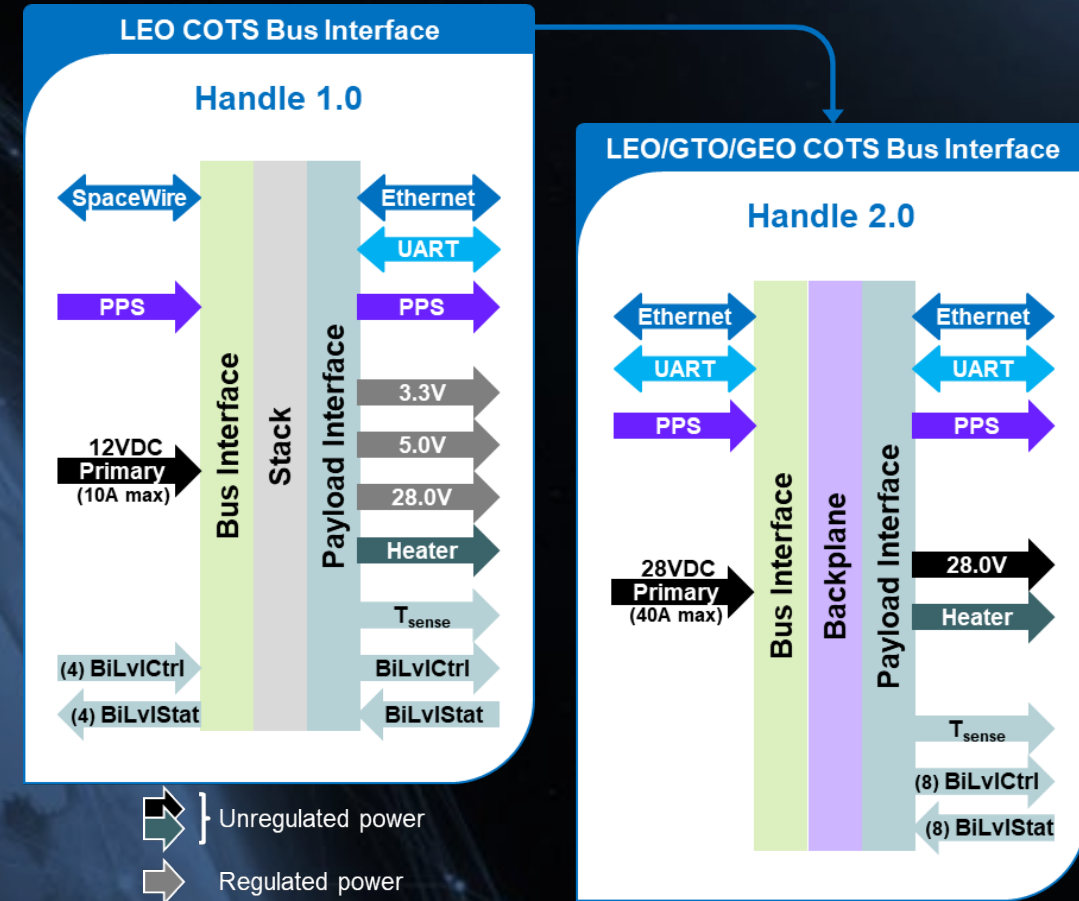 LEO COTS Bus Interface
Handle 1.0
SpaceWire
PPS
12VDC
Primary
(10A max)
(4) BiLvlCtrl
(4) BiLvlStat
Bus Interface
Stack
Payload Interface
Ethernet
UART
PPS
3.3V
5.0V
28.0V
Heater
Tsense
BiLvlCtrl
BiLvlStat
Unregulated power
Regulated power
LEO/GTO/GEO COTS Bus Interface
Handle 2.0
Ethernet
UART
PPS
28VDC
Primary
(40A max)
Bus Interface
Backplane
Payload Interface
Ethernet
UART
PPS
28.0V
Heater
Tsense
(8) BiLvlCtrl
(8) BiLvlStat